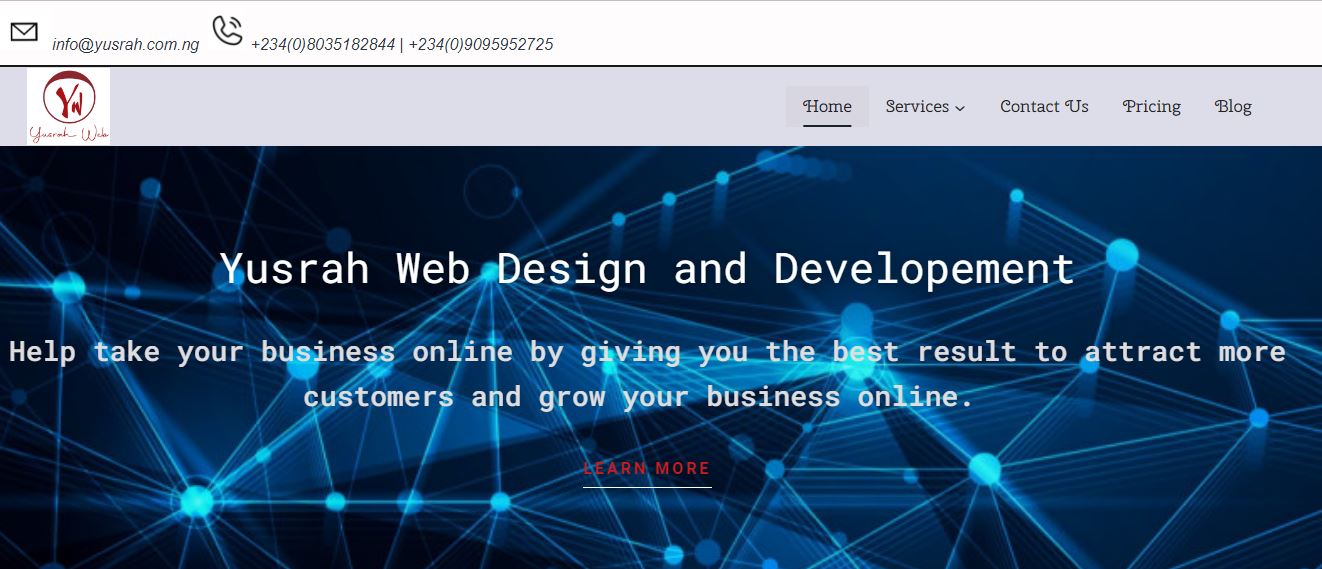 info@yusrah.com.ng +234(0)8035182844 | +234(0)9095952725
YW
Yusrah Web
Home Services Contact Us Pricing Blog
Yusrah Web Design and Developement
Help take your business online by giving you the best result to attract more
customers and grow your business online.
LEARN MORE